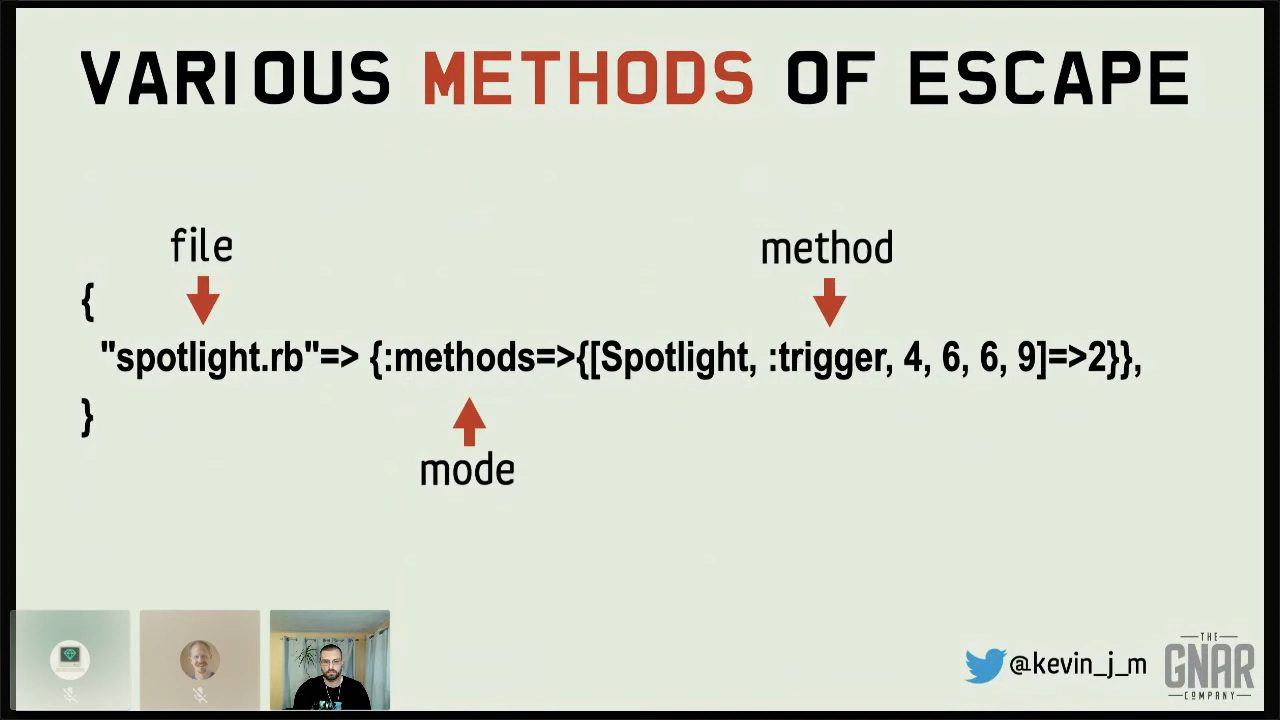 VARIOUS METHODS OF ESCAPE
file
method
{
"spotlight.rb"=> {:methods=>{[Spotlight, :trigger, 4, 6, 6, 9]=>2}},
}
mode
@kevin_j_m
THE
GNAR
COMPANY